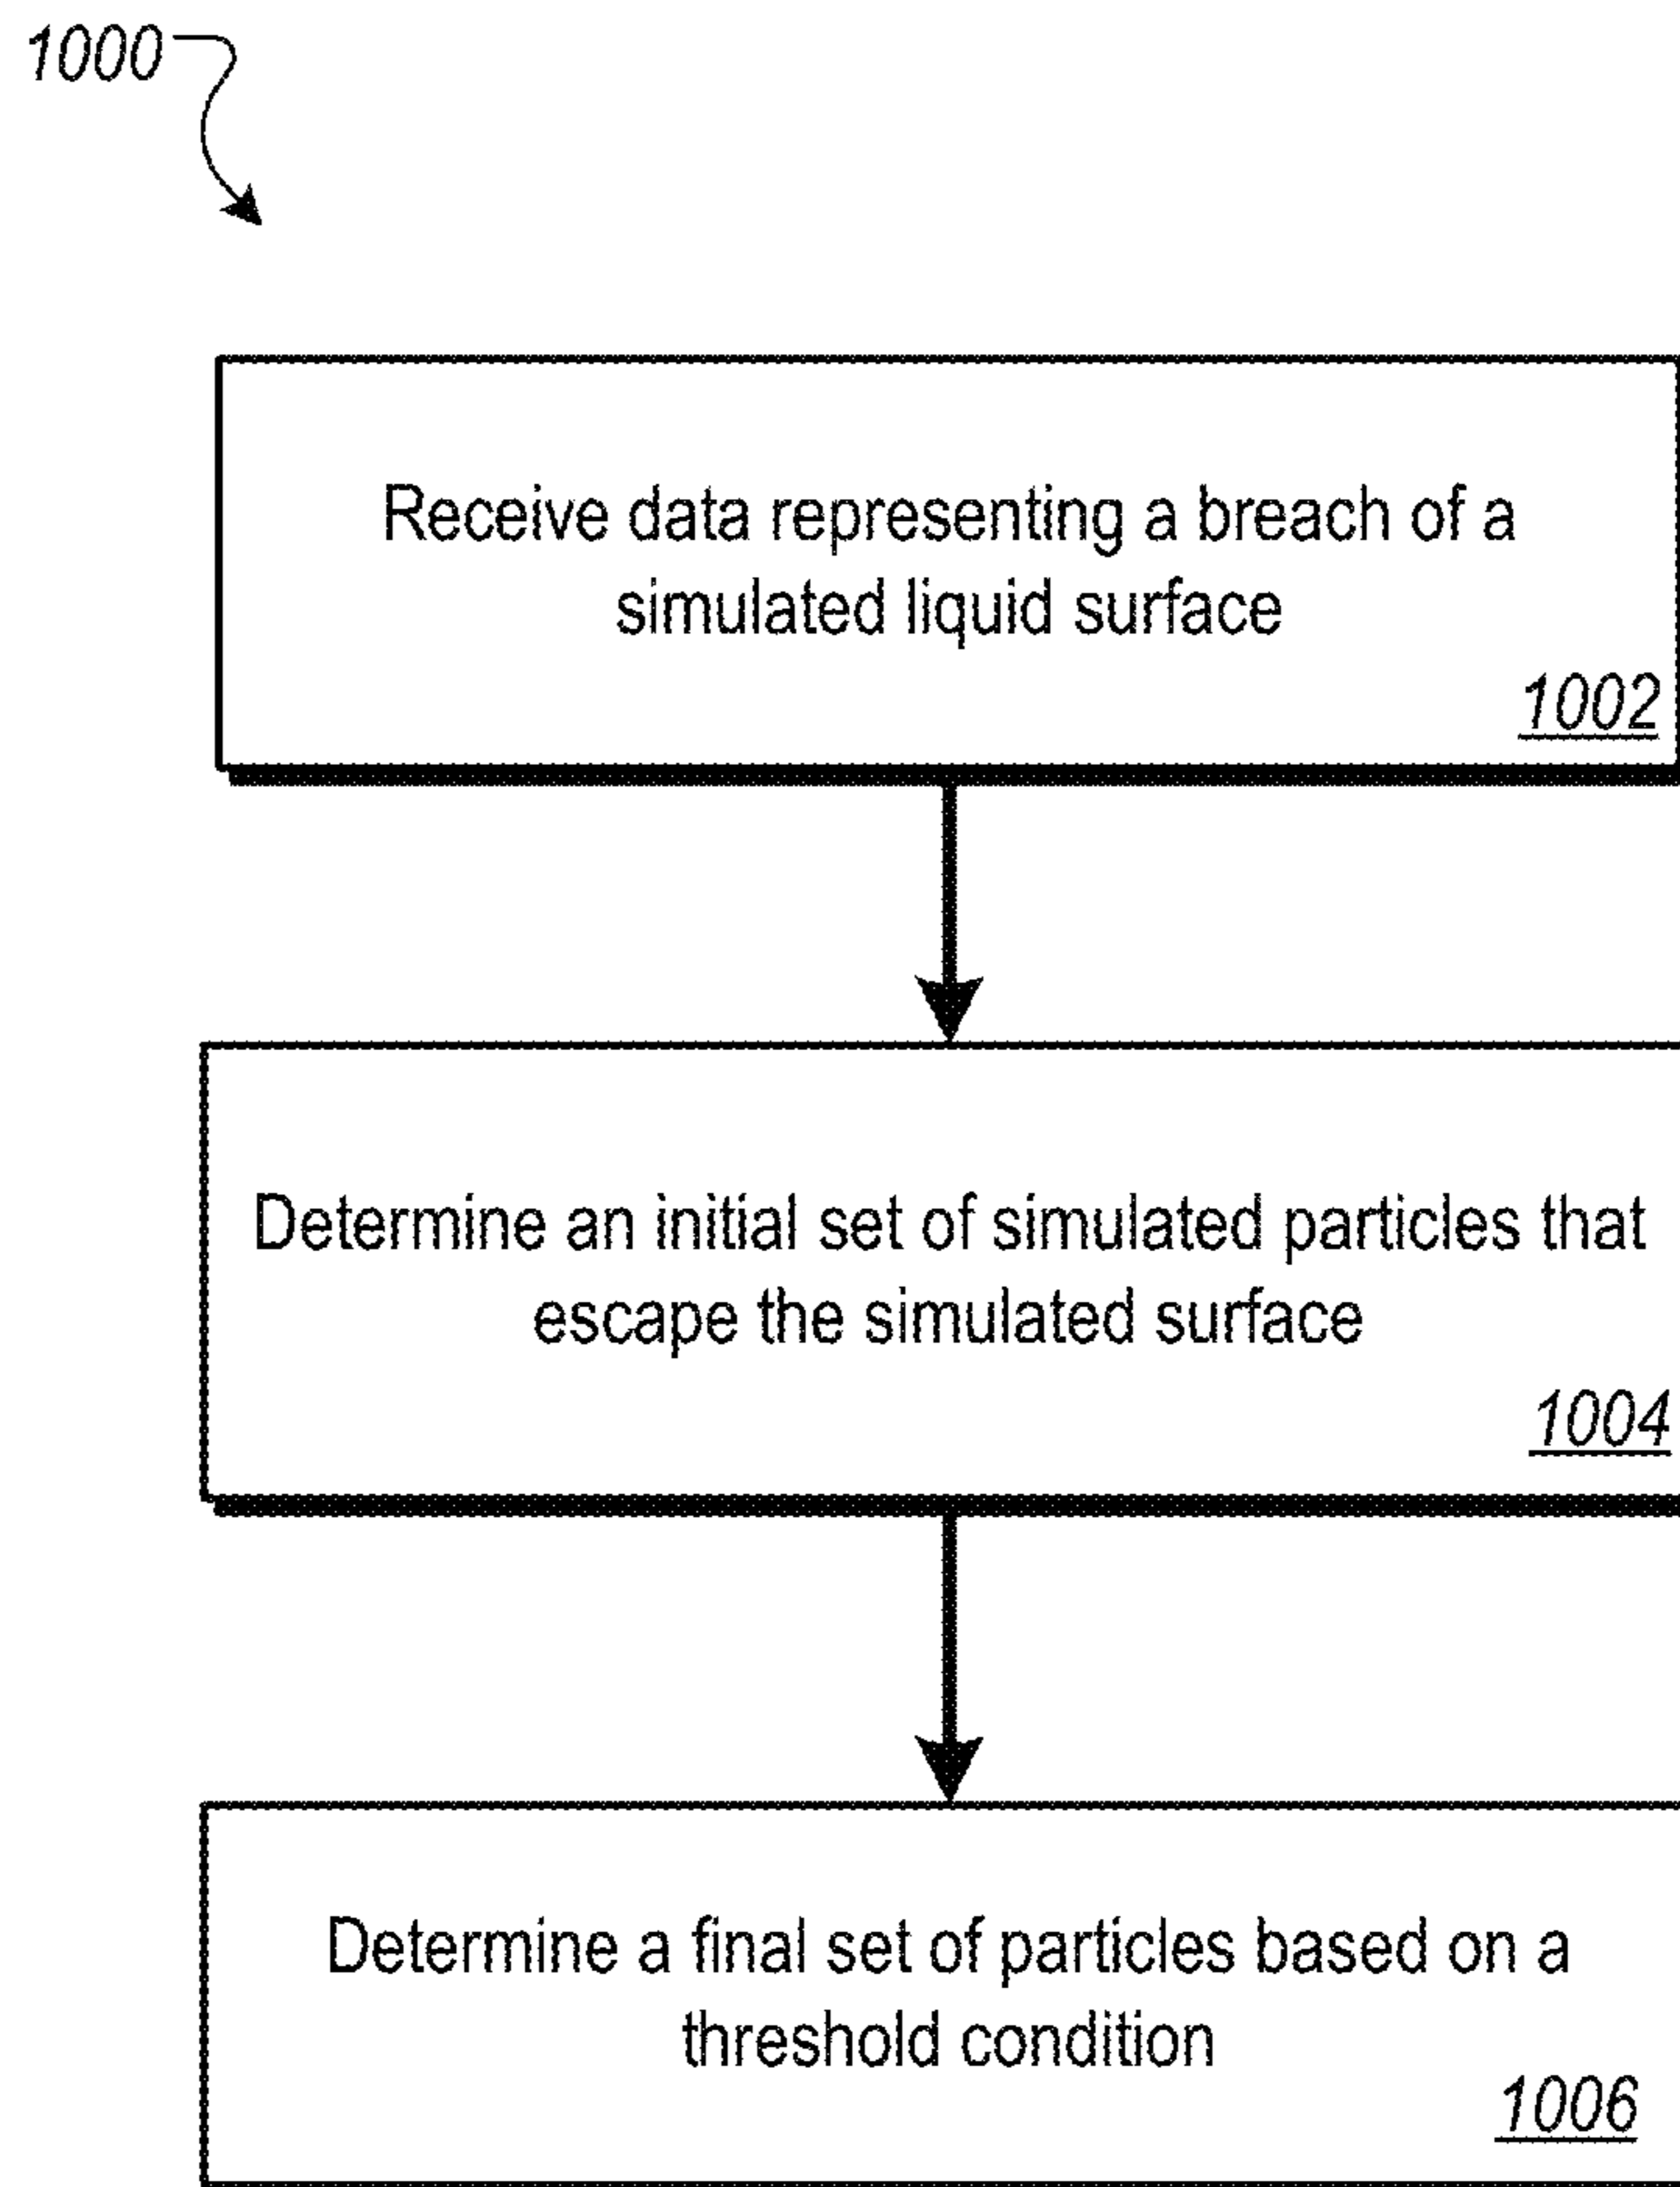 1000
Receive data representing a breach of a
simulated liquid surface
1002
Determine an initial set of simulated particles that
escape the simulated surface
1004
Determine a final set of particles based on a
threshold condition
1006